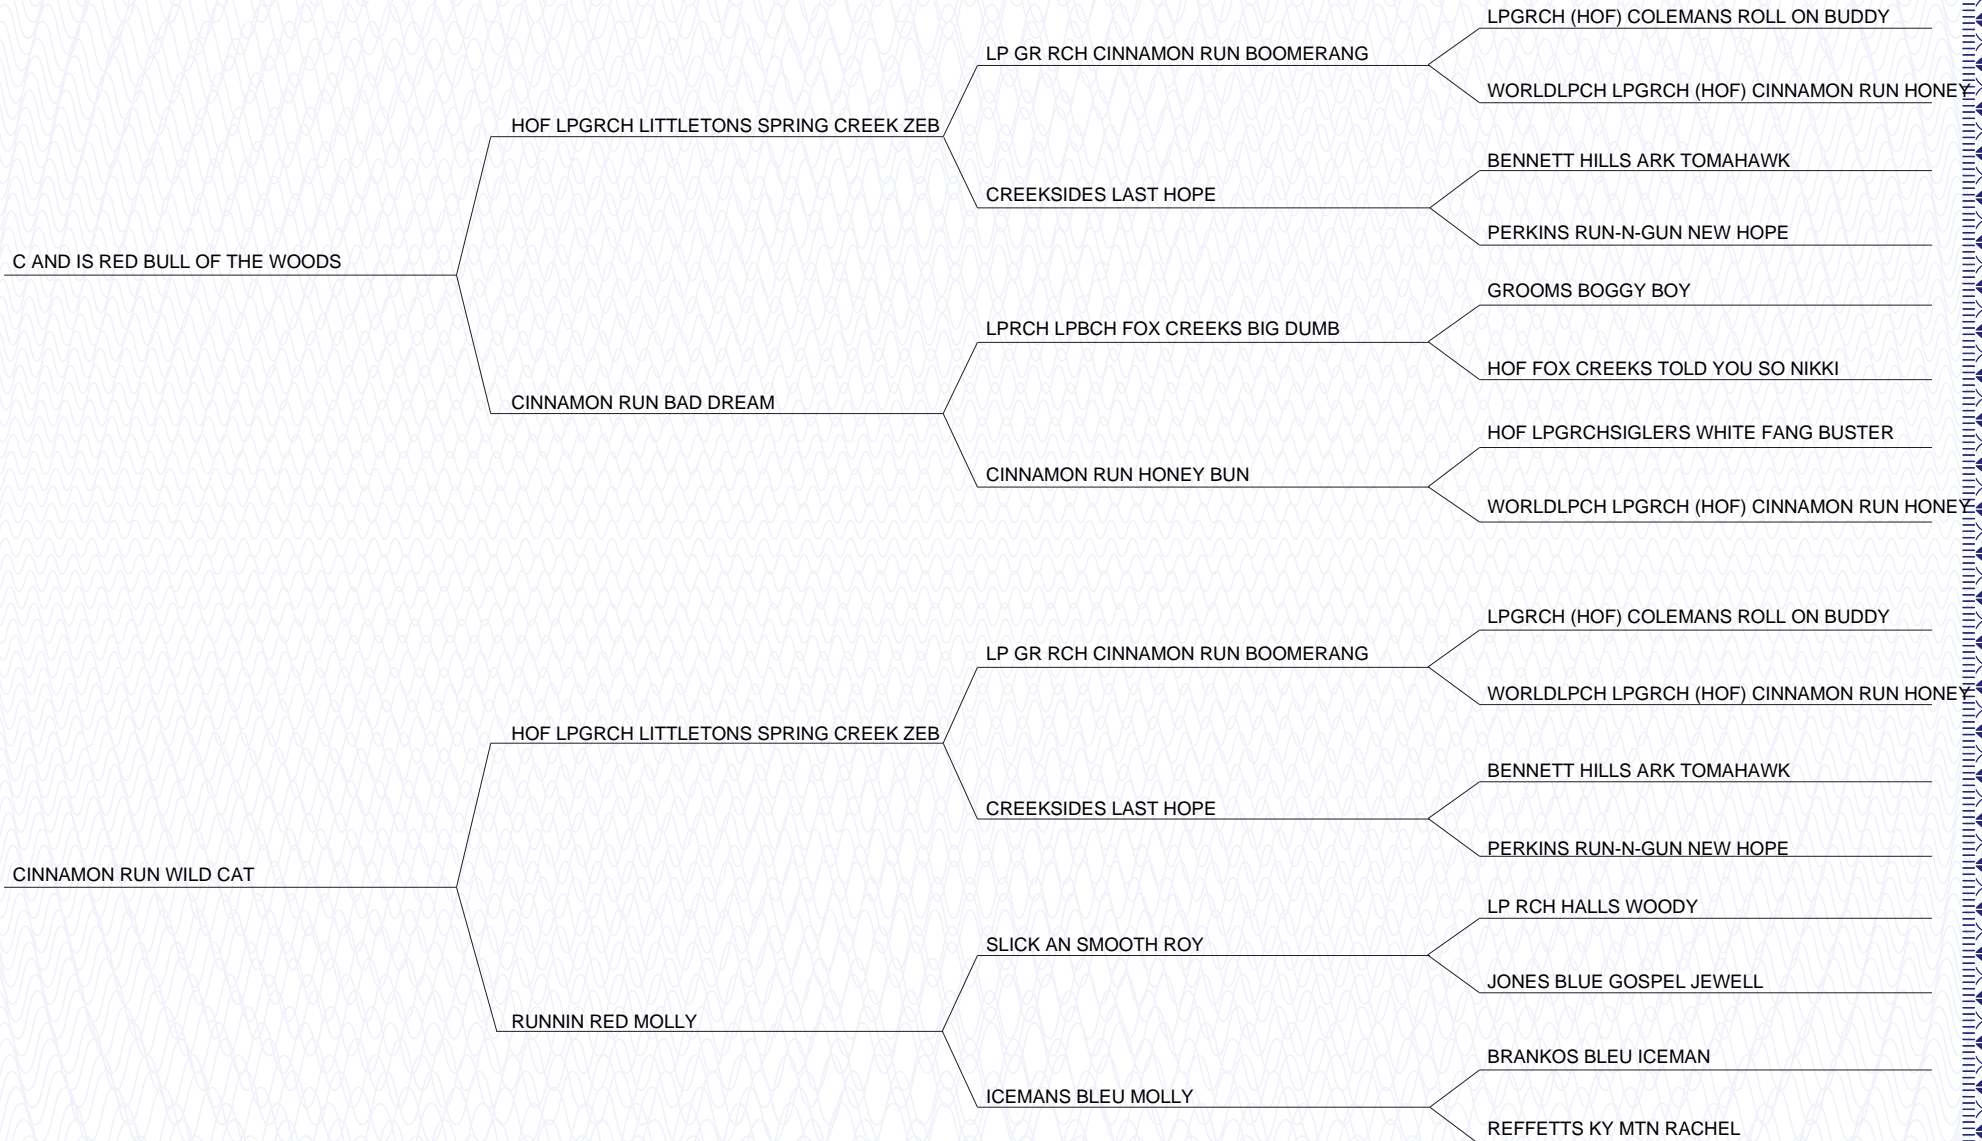 LPGRCH (HOF) COLEMANS ROLL ON BUDDY
LP GR RCH CINNAMON RUN BOOMERANG
WORLDLPCH LPGRCH (HOF) CINNAMON RUN HONEY
HOF LPGRCH LITTLETONS SPRING CREEK ZEB
BENNETT HILLS ARK TOMAHAWK
CREEKSIDES LAST HOPE
PERKINS RUN-N-GUN NEW HOPE
C AND IS RED BULL OF THE WOODS
GROOMS BOGGY BOY
LPRCH LPBCH FOX CREEKS BIG DUMB
HOF FOX CREEKS TOLD YOU SO NIKKI
CINNAMON RUN BAD DREAM
HOF LPGRCHSIGLERS WHITE FANG BUSTER
CINNAMON RUN HONEY BUN
WORLDLPCH LPGRCH (HOF) CINNAMON RUN HONEY
LPGRCH (HOF) COLEMANS ROLL ON BUDDY
LP GR RCH CINNAMON RUN BOOMERANG
WORLDLPCH LPGRCH (HOF) CINNAMON RUN HONEY
HOF LPGRCH LITTLETONS SPRING CREEK ZEB
BENNETT HILLS ARK TOMAHAWK
CREEKSIDES LAST HOPE
PERKINS RUN-N-GUN NEW HOPE
CINNAMON RUN WILD CAT
LP RCH HALLS WOODY
SLICK AN SMOOTH ROY
JONES BLUE GOSPEL JEWELL
RUNNIN RED MOLLY
BRANKOS BLEU ICEMAN
ICEMANS BLEU MOLLY
REFFETTS KY MTN RACHEL